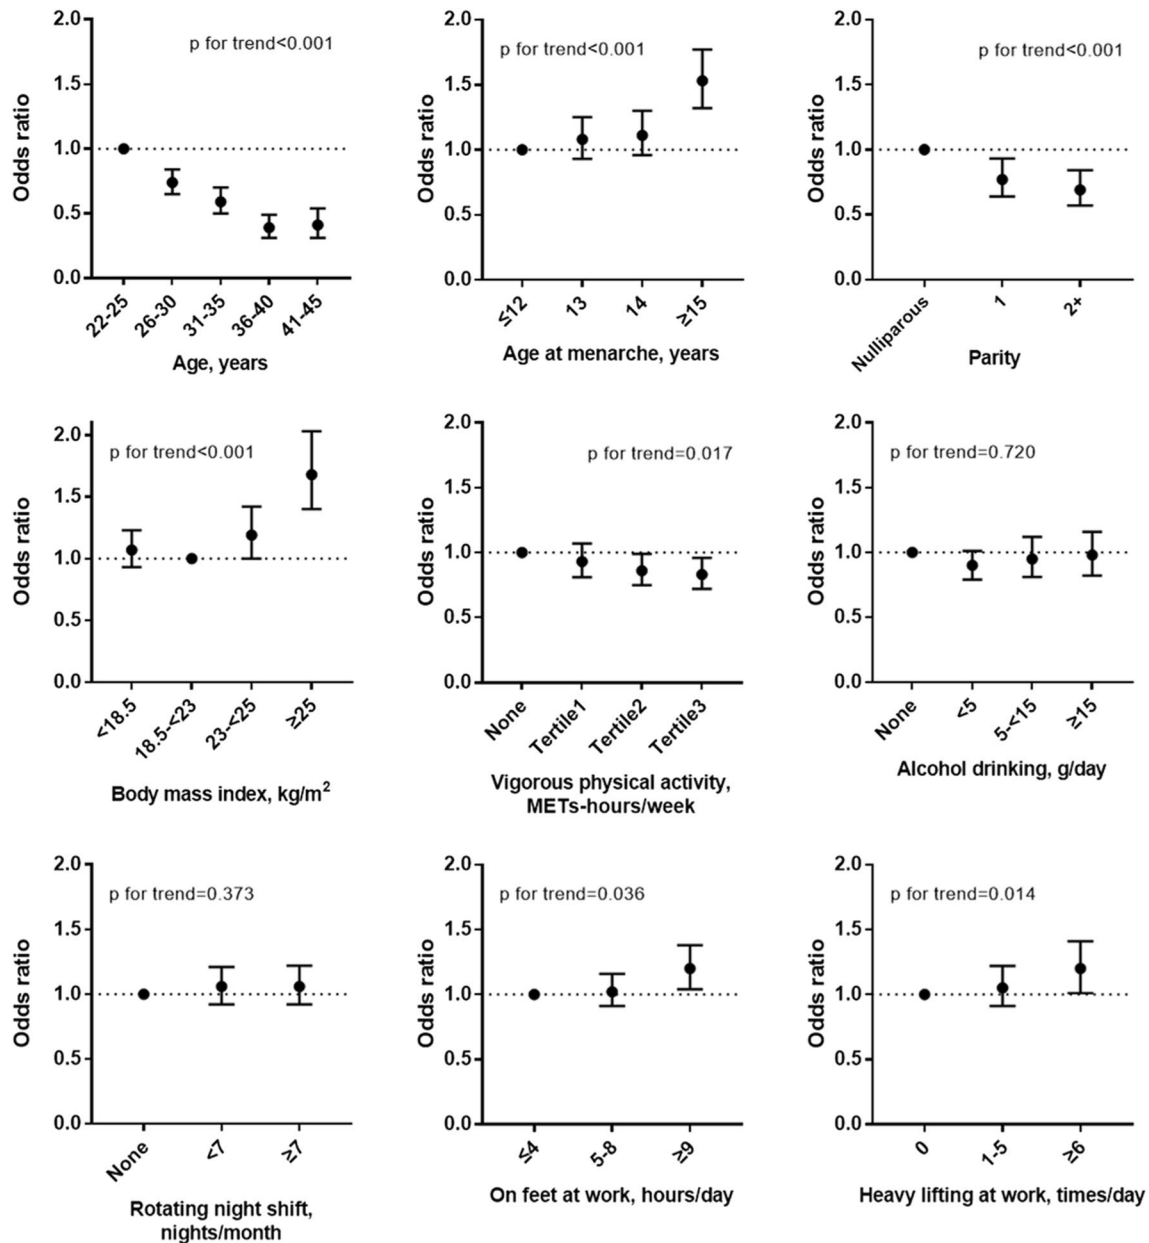 2.0
p for trend<0.001
1.5
Odds ratio
1.0
0.5
0.0
22-25
26-30
31-35
36-40
41-45
Age, years
2.0
p for trend<0.001
1.5
Odds ratio
1.0
0.5
0.0
≤12
13
14
≥15
Age at menarche, years
2.0
p for trend<0.001
1.5
Odds ratio
1.0
0.5
0.0
Nulliparous
1
2+
Parity
2.0
p for trend<0.001
1.5
Odds ratio
1.0
0.5
0.0
<18.5
18.5-<23
23-<25
≥25
Body mass index, kg/m²
2.0
p for trend=0.017
1.5
Odds ratio
1.0
0.5
0.0
None
Tertile1
Tertile2
Tertile3
Vigorous physical activity,
METs-hours/week
2.0
p for trend=0.720
1.5
Odds ratio
1.0
0.5
0.0
None
<5
5-<15
≥15
Alcohol drinking, g/day
2.0
p for trend=0.373
1.5
Odds ratio
1.0
0.5
0.0
None
<7
≥7
Rotating night shift,
nights/month
2.0
p for trend=0.036
1.5
Odds ratio
1.0
0.5
0.0
≤4
5-8
≥9
On feet at work, hours/day
2.0
p for trend=0.014
1.5
Odds ratio
1.0
0.5
0.0
0
1-5
≥6
Heavy lifting at work, times/day